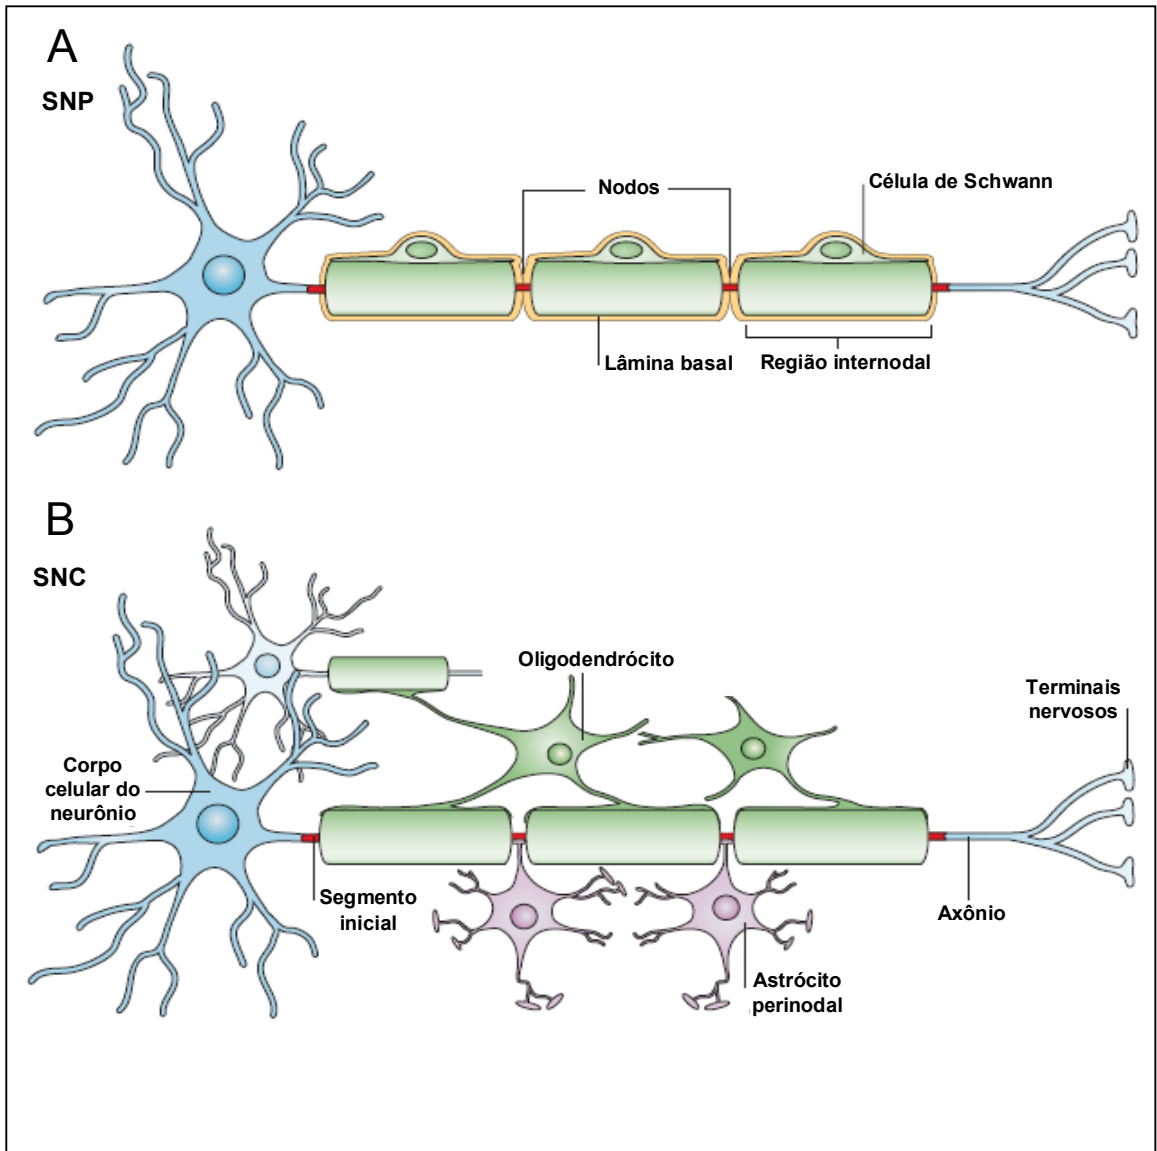 A
SNP
Nodos
Célula de Schwann
Lâmina basal
Região internodal
B
SNC
Oligodendrócito
Terminais
nervosos
Corpo
celular do
neurônio
Segmento
inicial
Axônio
Astrócito
perinodal